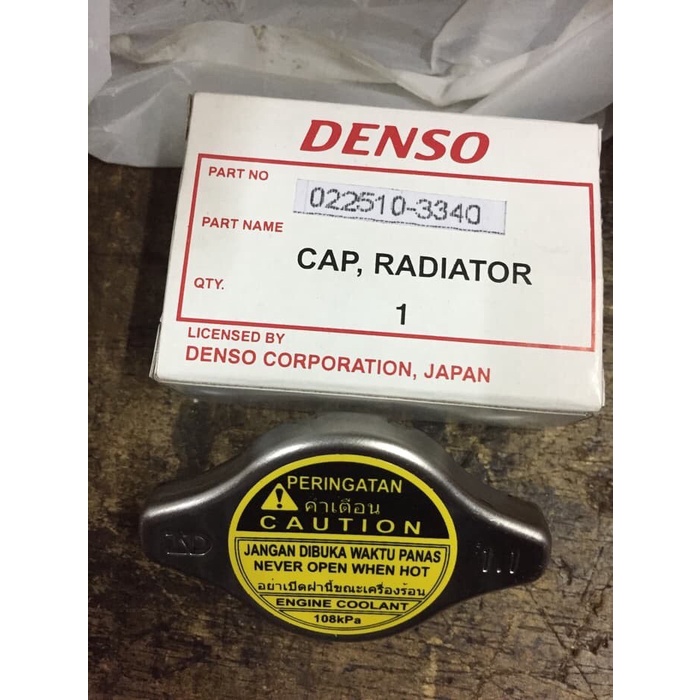 DENSO
PART NO
022510-3340
PART NAME
CAP, RADIATOR
QTY.
1
LICENSED BY
DENSO CORPORATION, JAPAN
PERINGATAN
คำเตือน
CAUTION
JANGAN DIBUKA WAKTU PANAS
NEVER OPEN WHEN HOT
อย่าเปิดฝานี้ขณะเครื่องร้อน
ENGINE COOLANT
108kPa
1.1